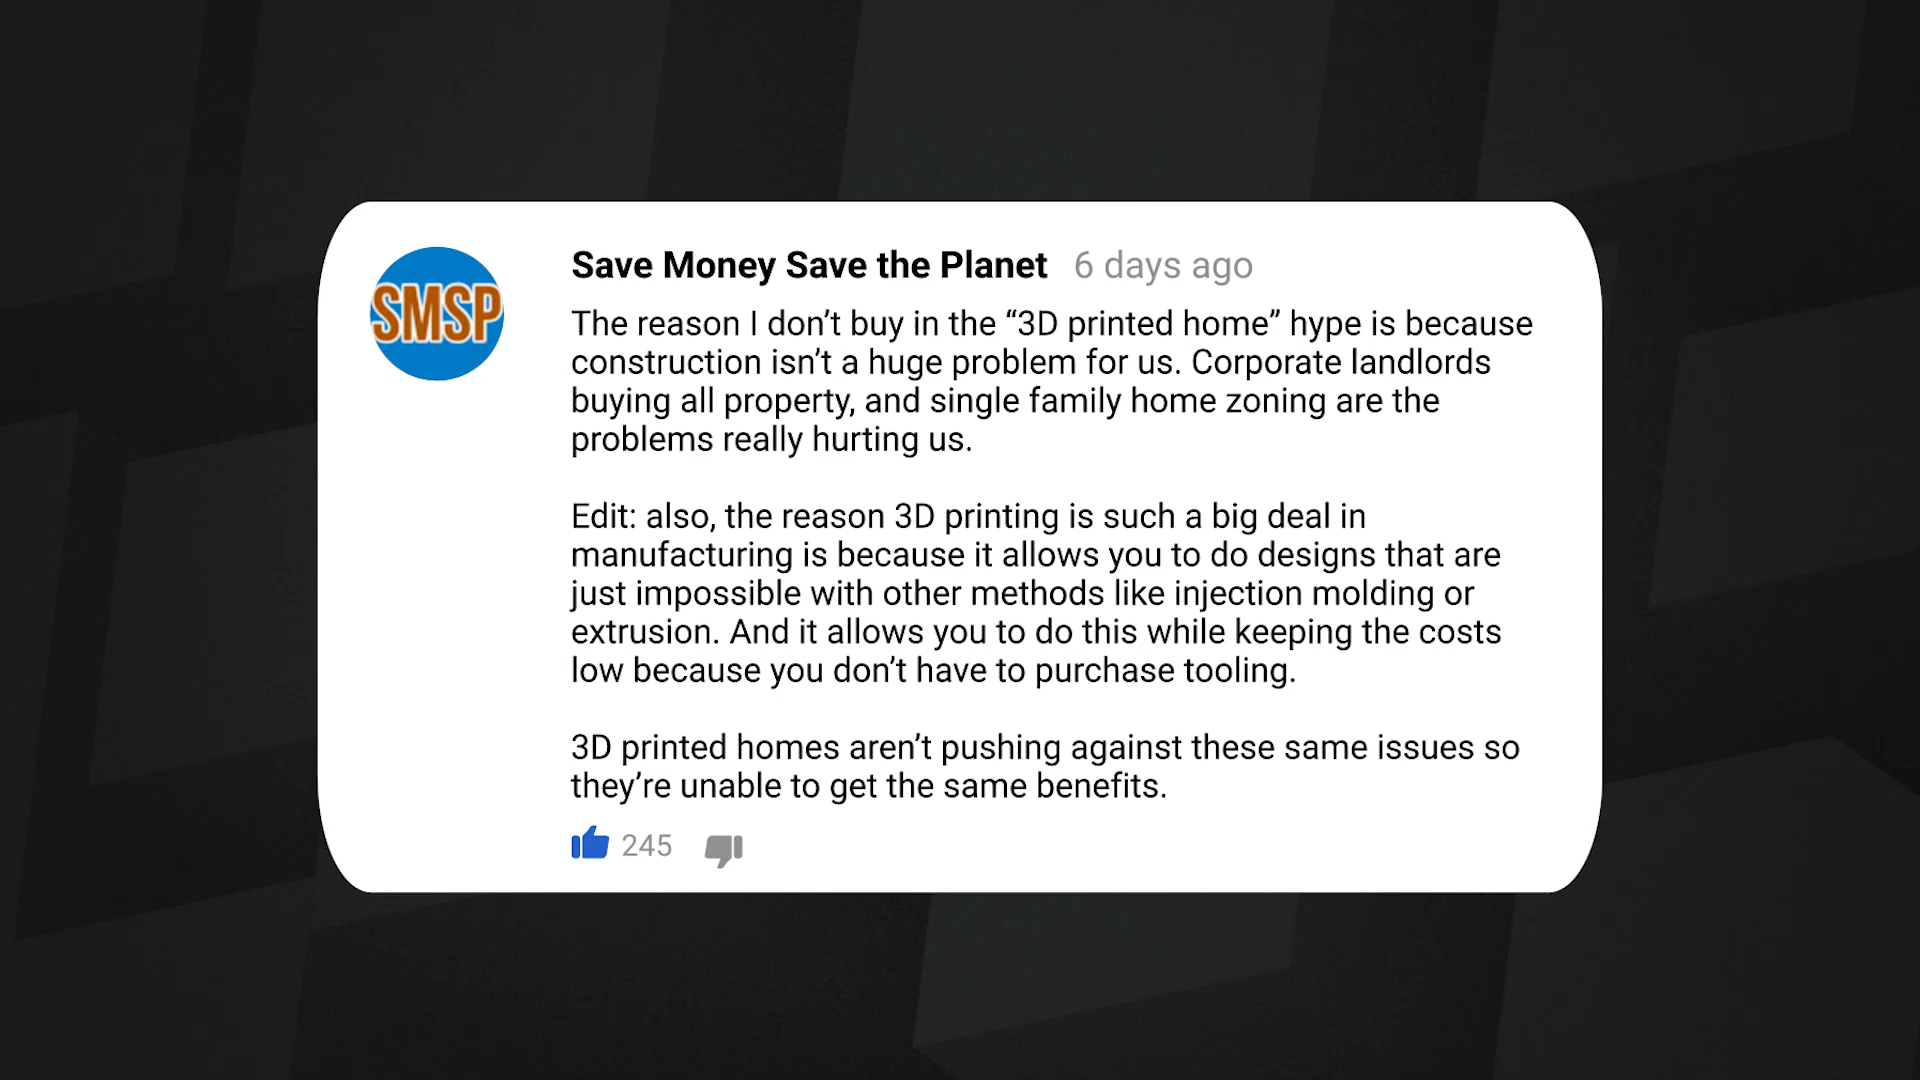 SMSP
Save Money Save the Planet 6 days ago
The reason I don’t buy in the “3D printed home” hype is because
construction isn’t a huge problem for us. Corporate landlords
buying all property, and single family home zoning are the
problems really hurting us.
Edit: also, the reason 3D printing is such a big deal in
manufacturing is because it allows you to do designs that are
just impossible with other methods like injection molding or
extrusion. And it allows you to do this while keeping the costs
low because you don’t have to purchase tooling.
3D printed homes aren’t pushing against these same issues so
they’re unable to get the same benefits.
245